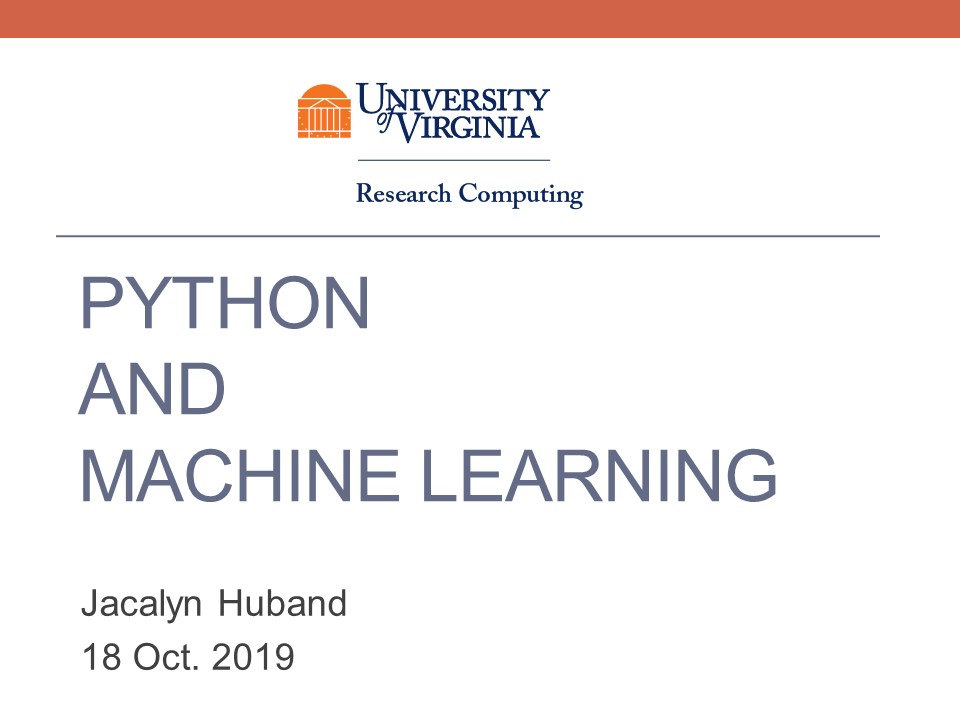 UNIVERSITY
of VIRGINIA
Research Computing
PYTHON
AND
MACHINE LEARNING
Jacalyn Huband
18 Oct. 2019